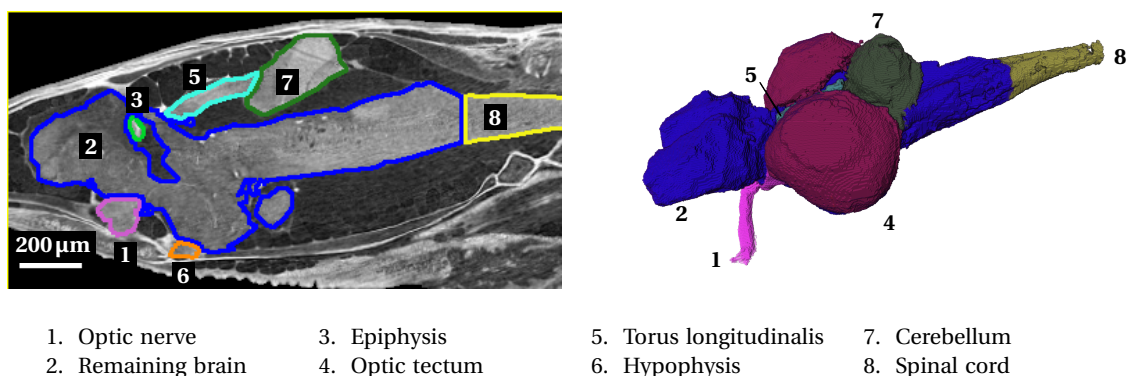 5
7
3
2
8
200 µm
1
6
7
8
5
2
4
1
1. Optic nerve
2. Remaining brain
3. Epiphysis
4. Optic tectum
5. Torus longitudinalis
6. Hypophysis
7. Cerebellum
8. Spinal cord